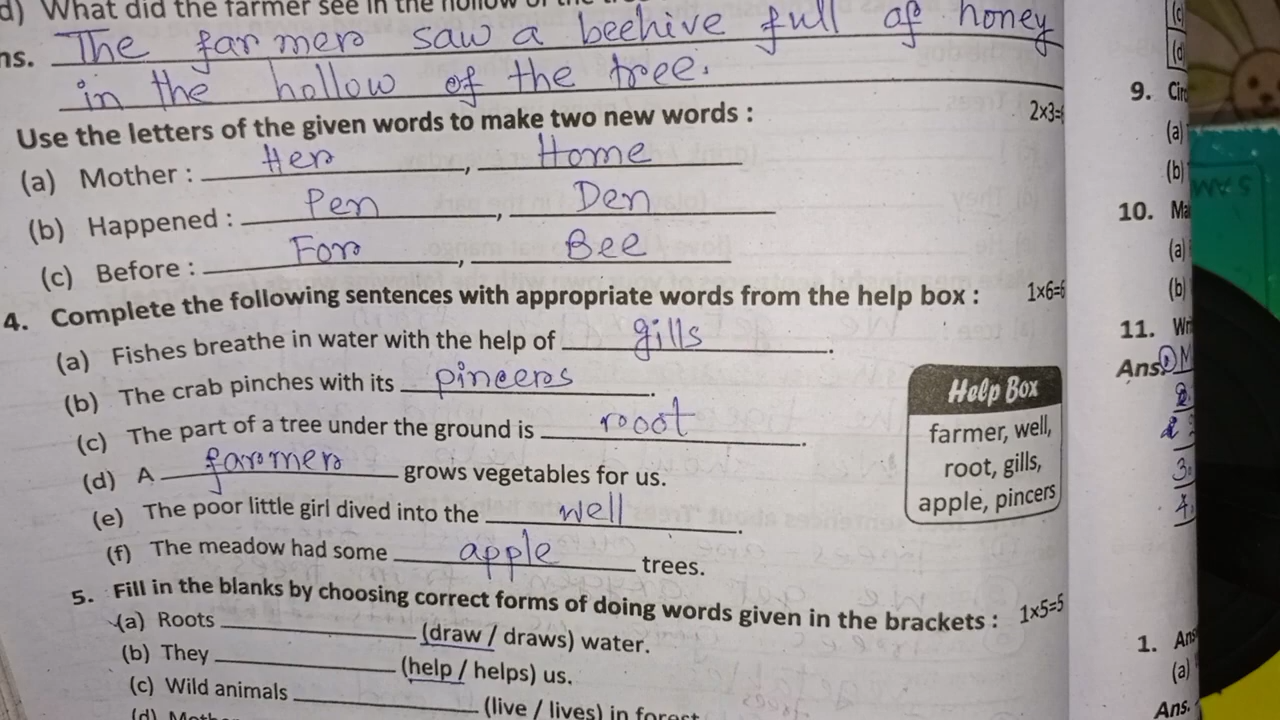 d) What did the farmer see in the hollow of the
ns. The farmer saw a beehive full of honey
in the hollow of the tree.
Use the letters of the given words to make two new words : 2x3=
(a) Mother : Her, Home
(b) Happened : Pen, Den
(c) Before : For, Bee
4. Complete the following sentences with appropriate words from the help box : 1x6=6
(a) Fishes breathe in water with the help of gills.
(b) The crab pinches with its pincers.
(c) The part of a tree under the ground is root.
(d) A farmer grows vegetables for us.
(e) The poor little girl dived into the well.
(f) The meadow had some apple trees.
Help Box
farmer, well,
root, gills,
apple, pincers
5. Fill in the blanks by choosing correct forms of doing words given in the brackets : 1x5=5
(a) Roots ____ (draw / draws) water.
(b) They ____ (help / helps) us.
(c) Wild animals ____ (live / lives) in forest
(c)
(d)
9.
(a)
(b)
10.
(a)
(b)
11.
Ans.
3.
4.
1.
(a)
Ans.